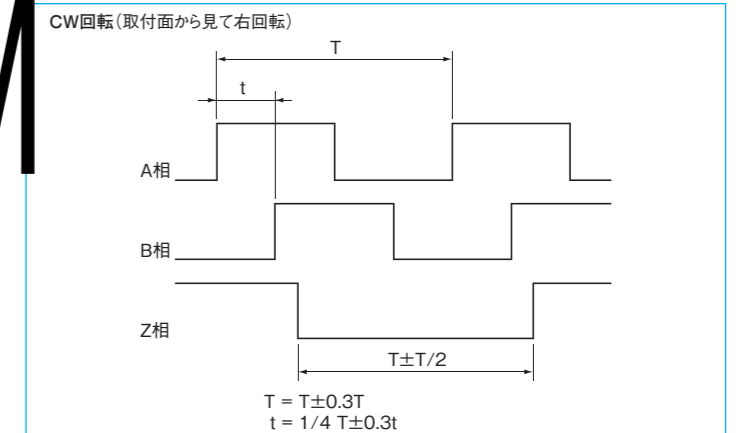 CW回転（取付面から見て右回転）
T
t
A相
B相
Z相
T±T/2
T = T±0.3T
t = 1/4 T±0.3t